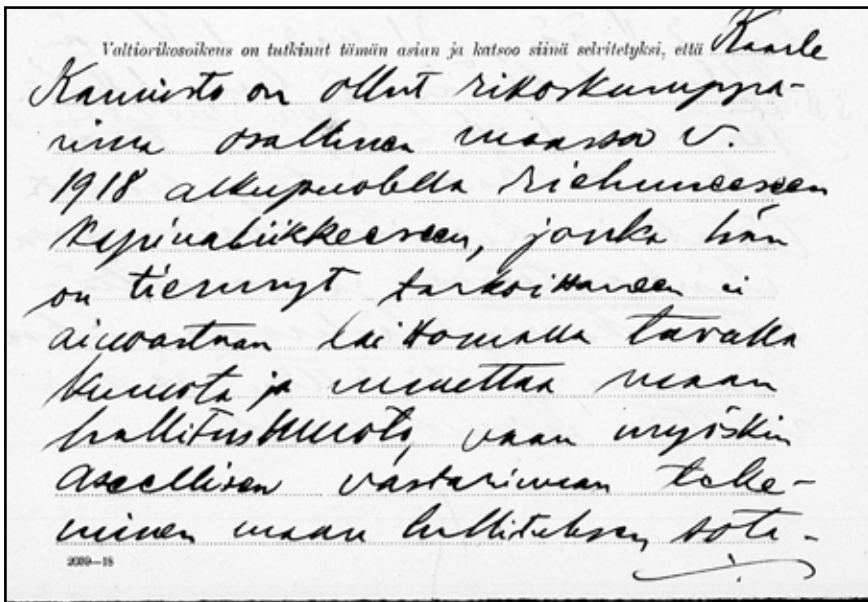 Valtiorikosoikeus on tutkinut tämän asian ja katsoo siinä selvitetyksi, että Kaarle
Kaunisto on ollut rikoskumppa-
nina osallinen maassa v.
1918 alkupuolella riehuneeseen
kapinaliikkeeseen, jonka hän
on tiennyt tarkoittaneen ei
ainoastaan laittomalla tavalla
kumota ja muuttaa maan
hallitusmuoto, vaan myöskin
aseellisen vastarinnan teke-
minen maan hallituksen sota-
2039—18